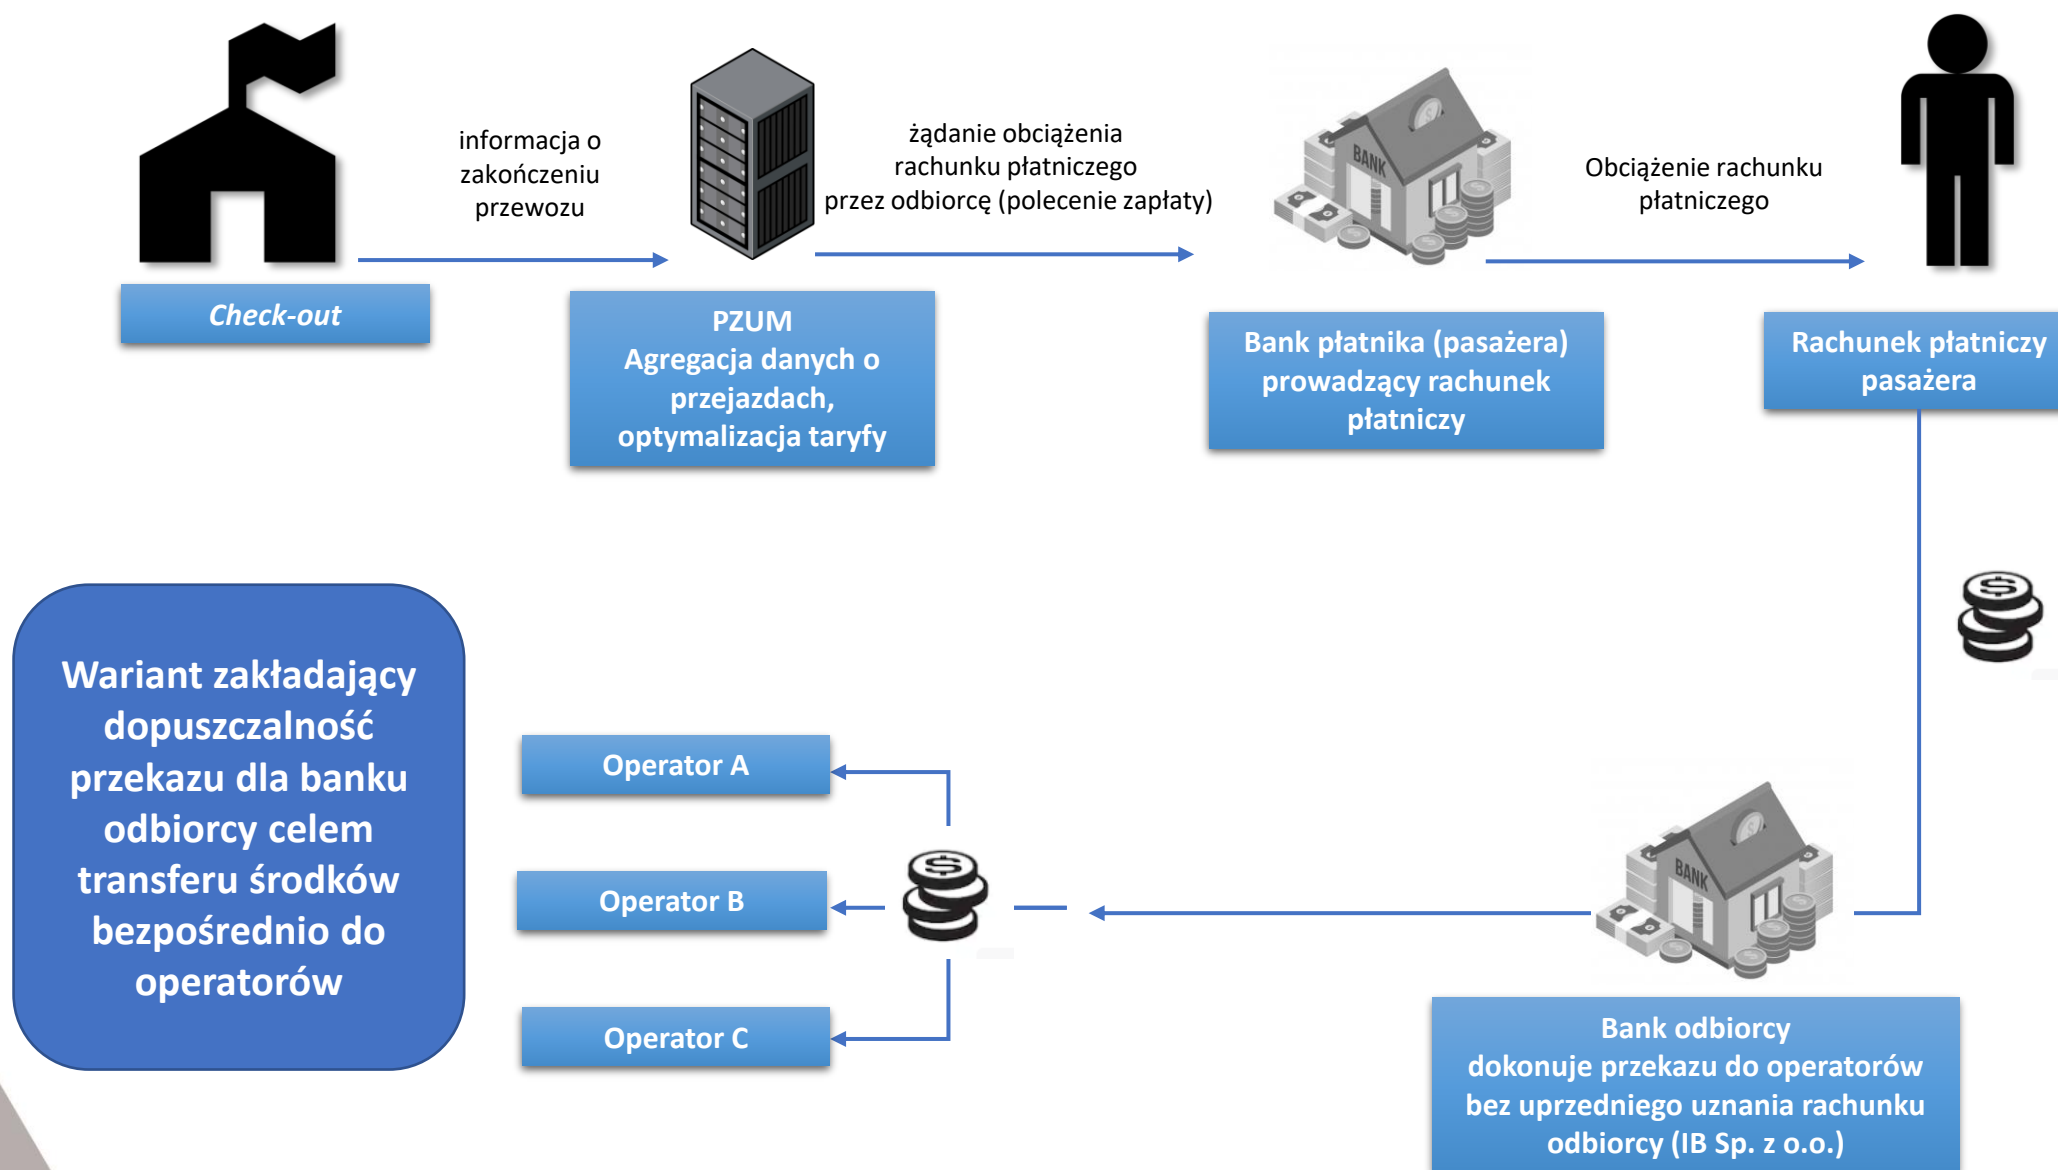 informacja o
zakończeniu
przewozu
żądanie obciążenia
rachunku płatniczego
przez odbiorcę (polecenie zapłaty)
BANK
Obciążenie rachunku
płatniczego
Check-out
PZUM
Agregacja danych o
przejazdach,
optymalizacja taryfy
Bank płatnika (pasażera)
prowadzący rachunek
płatniczy
Rachunek płatniczy
pasażera
Wariant zakładający
dopuszczalność
przekazu dla banku
odbiorcy celem
transferu środków
bezpośrednio do
operatorów
Operator A
Operator B
Operator C
BANK
Bank odbiorcy
dokonuje przekazu do operatorów
bez uprzedniego uznania rachunku
odbiorcy (IB Sp. z o.o.)